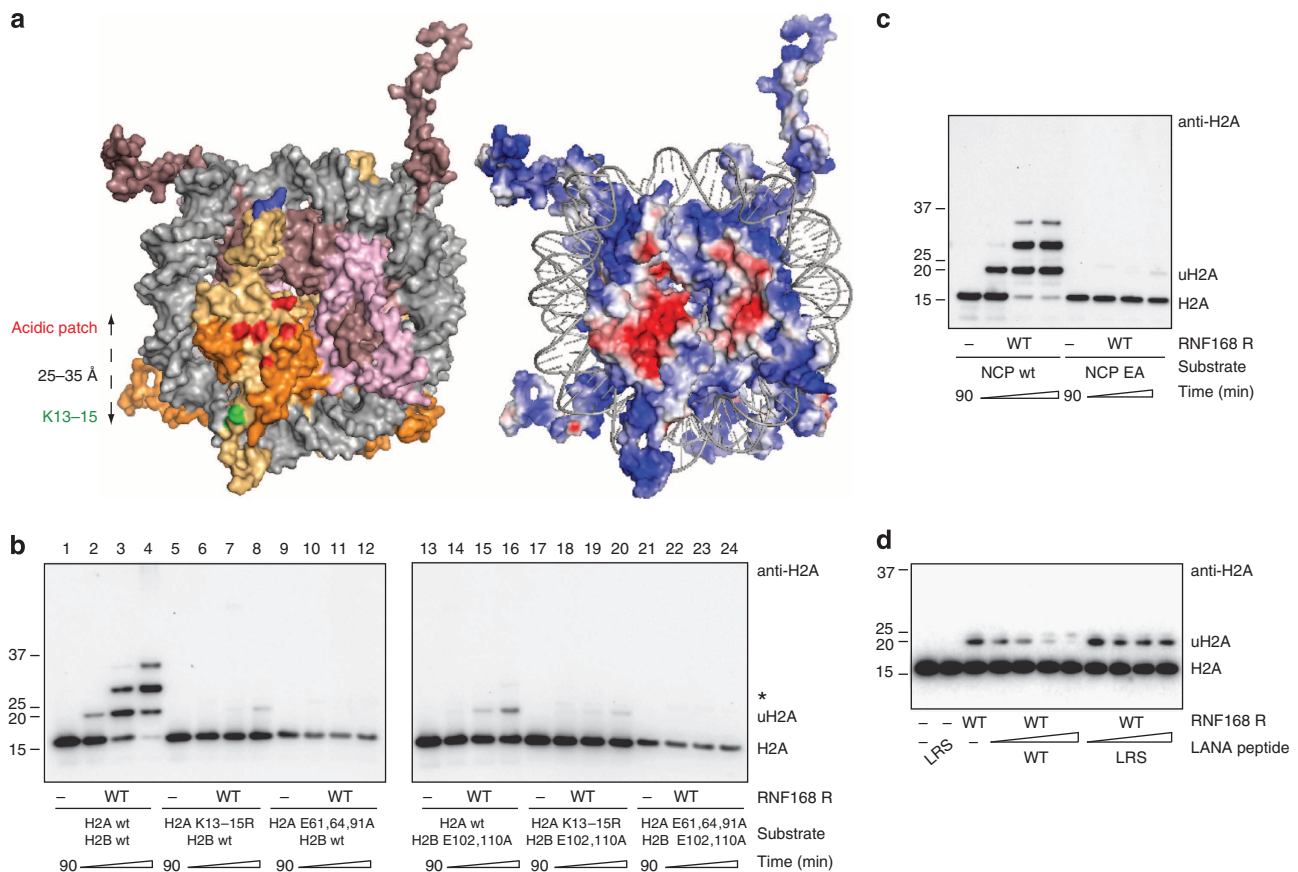 a
Acidic patch
25–35 Å
K13–15
c
anti-H2A
37
25
20
15
uH2A
H2A
– WT – WT RNF168 R
Substrate
NCP wt NCP EA
90 90 Time (min)
b
1 2 3 4 5 6 7 8 9 10 11 12
13 14 15 16 17 18 19 20 21 22 23 24
anti-H2A
37
25
20
15
*
uH2A
H2A
– WT – WT – WT – WT – WT – WT RNF168 R
H2A wt H2A K13–15R H2A E61,64,91A H2A wt H2A K13–15R H2A E61,64,91A
Substrate
H2B wt H2B wt H2B wt H2B E102,110A H2B E102,110A H2B E102,110A
90 90 90 90 90 90 Time (min)
d
anti-H2A
37
25
20
15
uH2A
H2A
– – WT WT WT RNF168 R
– LRS – WT LRS LANA peptide